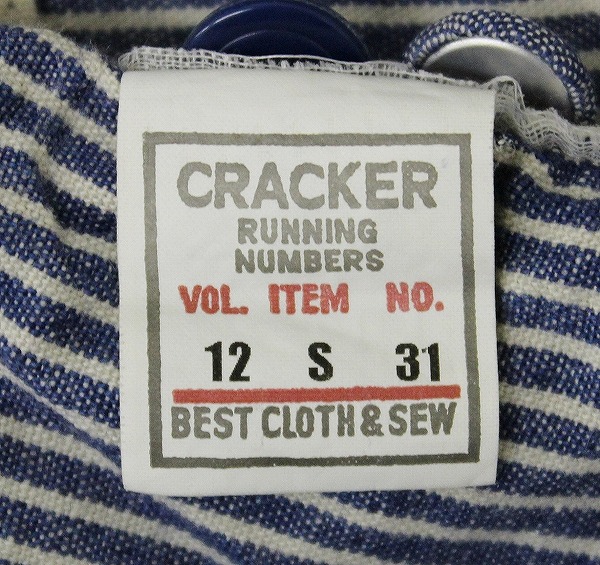 CRACKER
RUNNING
NUMBERS
VOL. ITEM NO.
12 S 31
BEST CLOTH & SEW